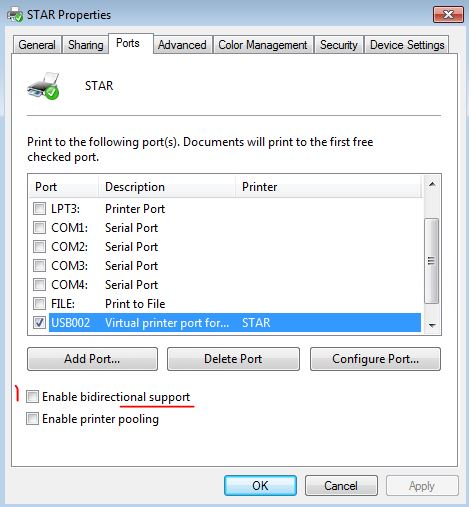 STAR Properties
General Sharing Ports Advanced Color Management Security Device Settings
STAR
Print to the following port(s). Documents will print to the first free
checked port.
Port Description Printer
LPT3: Printer Port
COM1: Serial Port
COM2: Serial Port
COM3: Serial Port
COM4: Serial Port
FILE: Print to File
USB002 Virtual printer port for... STAR
Add Port... Delete Port Configure Port...
Enable bidirectional support
Enable printer pooling
OK Cancel Apply